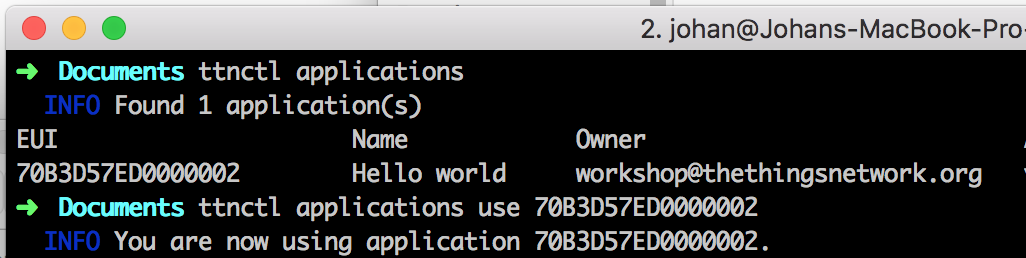 2. johan@Johans-MacBook-Pro-
➜ Documents ttnctl applications
INFO Found 1 application(s)
EUI Name Owner
70B3D57ED0000002 Hello world workshop@thethingsnetwork.org
➜ Documents ttnctl applications use 70B3D57ED0000002
INFO You are now using application 70B3D57ED0000002.